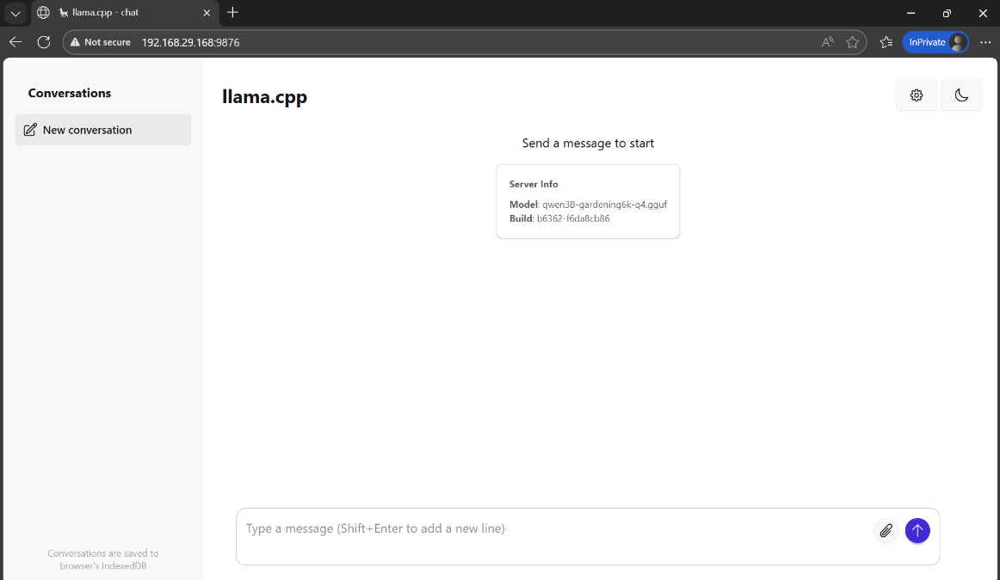 llama.cpp - chat
Not secure 192.168.29.168:9876
InPrivate
Conversations
New conversation
llama.cpp
Send a message to start
Server Info
Model: qwen3B-gardening6k-q4.gguf
Build: b6362-f6da8cb86
Type a message (Shift+Enter to add a new line)
Conversations are saved to
browser's IndexedDB